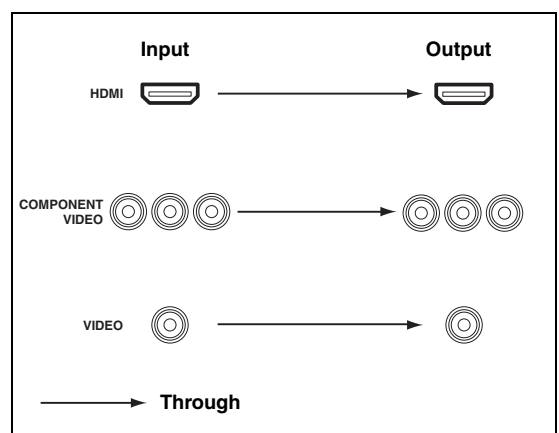 Input Output
HDMI
COMPONENT
VIDEO
VIDEO
Through